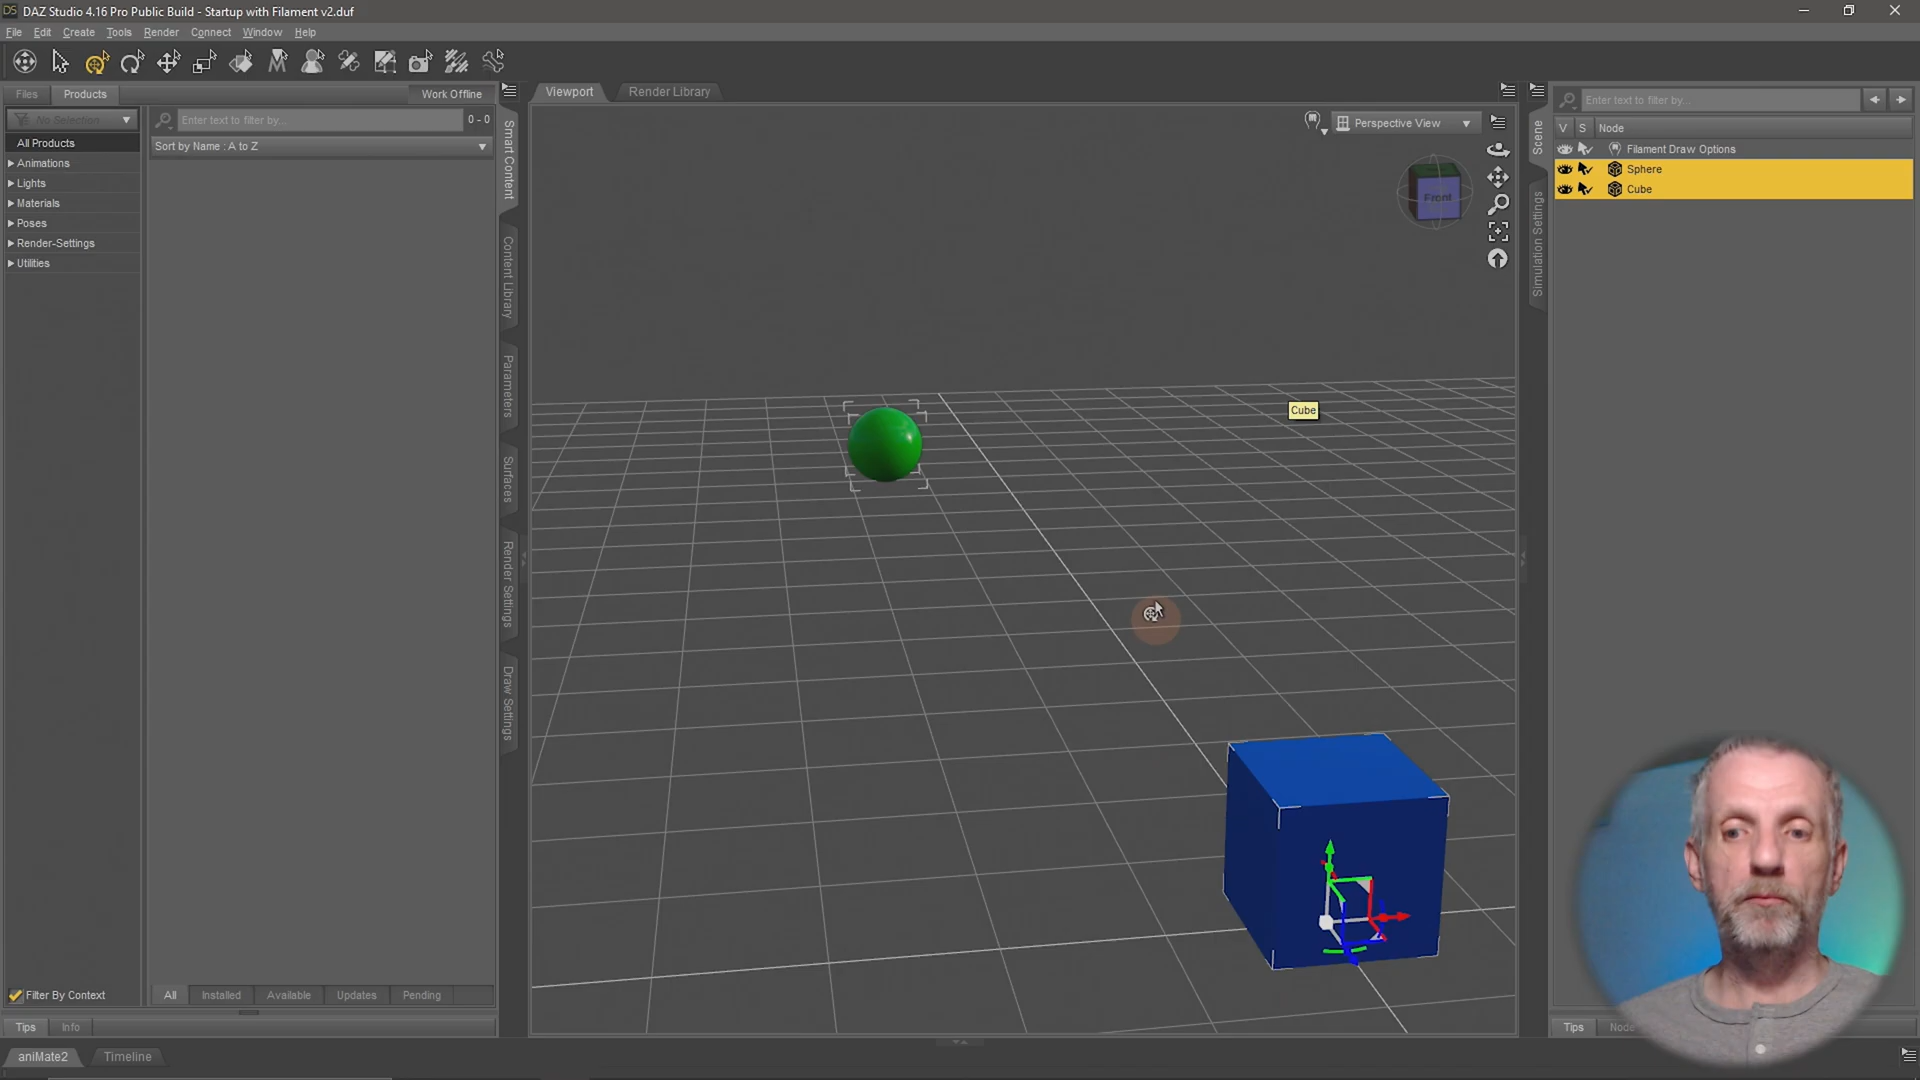 DS DAZ Studio 4.16 Pro Public Build - Startup with Filament v2.duf
File Edit Create Tools Render Connect Window Help
Files Products Work Offline
No Selection Enter text to filter by... 0 - 0
All Products Sort by Name : A to Z
Animations
Lights
Materials
Poses
Render-Settings
Utilities
Filter By Context All Installed Available Updates Pending
Tips Info
aniMate2 Timeline
Smart Content
Content Library
Parameters
Surfaces
Render Settings
Draw Settings
Viewport Render Library
Perspective View
Front
Cube
Scene
Simulation Settings
Enter text to filter by...
V S Node
Filament Draw Options
Sphere
Cube
Tips Node